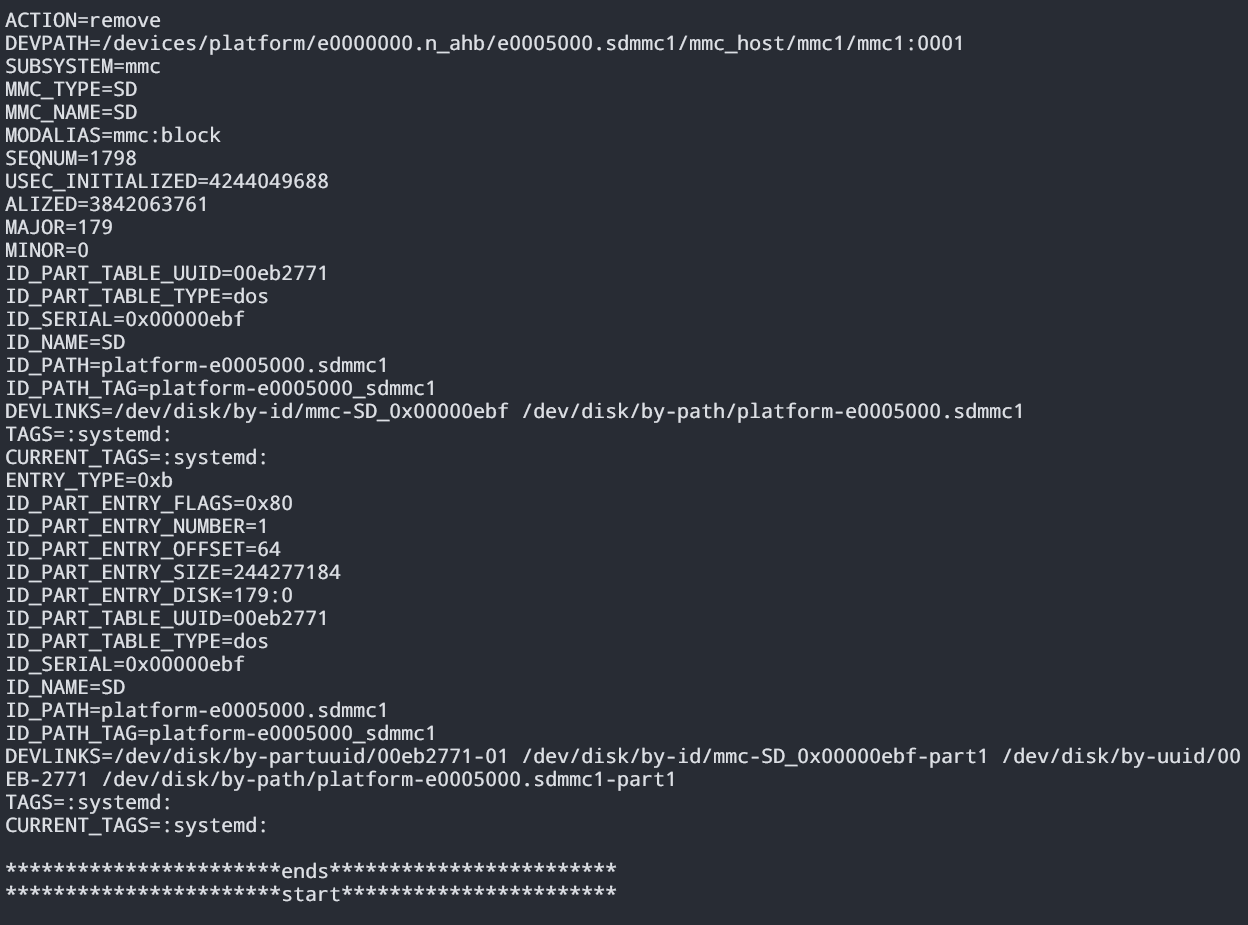 ACTION=remove
DEVPATH=/devices/platform/e0000000.n_ahb/e0005000.sdmmc1/mmc_host/mmc1/mmc1:0001
SUBSYSTEM=mmc
MMC_TYPE=SD
MMC_NAME=SD
MODALIAS=mmc:block
SEQNUM=1798
USEC_INITIALIZED=4244049688
ALIZED=3842063761
MAJOR=179
MINOR=0
ID_PART_TABLE_UUID=00eb2771
ID_PART_TABLE_TYPE=dos
ID_SERIAL=0x00000ebf
ID_NAME=SD
ID_PATH=platform-e0005000.sdmmc1
ID_PATH_TAG=platform-e0005000_sdmmc1
DEVLINKS=/dev/disk/by-id/mmc-SD_0x00000ebf /dev/disk/by-path/platform-e0005000.sdmmc1
TAGS=:systemd:
CURRENT_TAGS=:systemd:
ENTRY_TYPE=0xb
ID_PART_ENTRY_FLAGS=0x80
ID_PART_ENTRY_NUMBER=1
ID_PART_ENTRY_OFFSET=64
ID_PART_ENTRY_SIZE=244277184
ID_PART_ENTRY_DISK=179:0
ID_PART_TABLE_UUID=00eb2771
ID_PART_TABLE_TYPE=dos
ID_SERIAL=0x00000ebf
ID_NAME=SD
ID_PATH=platform-e0005000.sdmmc1
ID_PATH_TAG=platform-e0005000_sdmmc1
DEVLINKS=/dev/disk/by-partuuid/00eb2771-01 /dev/disk/by-id/mmc-SD_0x00000ebf-part1 /dev/disk/by-uuid/00
EB-2771 /dev/disk/by-path/platform-e0005000.sdmmc1-part1
TAGS=:systemd:
CURRENT_TAGS=:systemd:
***********************ends************************
***********************start***********************